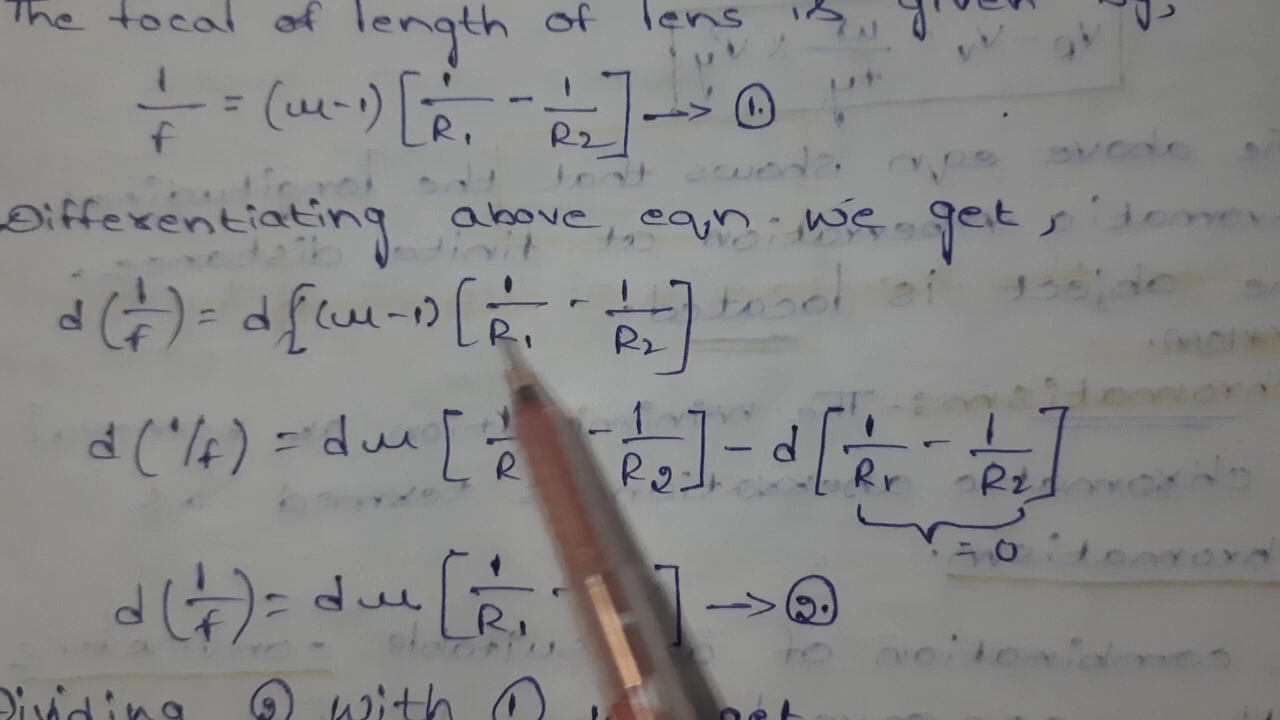 The focal of length of lens is given by,
1/f = (μ-1) [1/R1 - 1/R2] → ①.
Differentiating above eqn. we get,
d(1/f) = d{(μ-1) [1/R1 - 1/R2]
d(1/f) = dμ [1/R - 1/R2] - d[1/R1 - 1/R2]
= 0
d(1/f) = dμ [1/R1 - ] → ②.
Dividing ② with ① get